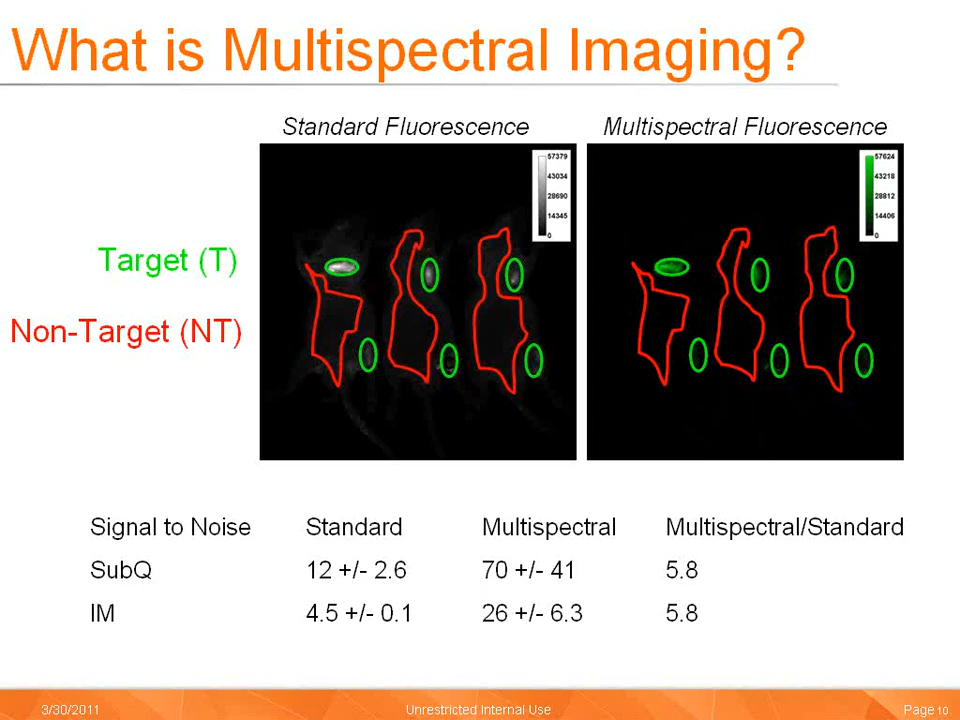 What is Multispectral Imaging?
Standard Fluorescence
Multispectral Fluorescence
57379
43034
28690
14345
0
57624
43218
28812
14406
0
Target (T)
Non-Target (NT)
Signal to Noise Standard Multispectral Multispectral/Standard
SubQ 12 +/- 2.6 70 +/- 41 5.8
IM 4.5 +/- 0.1 26 +/- 6.3 5.8
3/30/2011 Unrestricted Internal Use Page 10